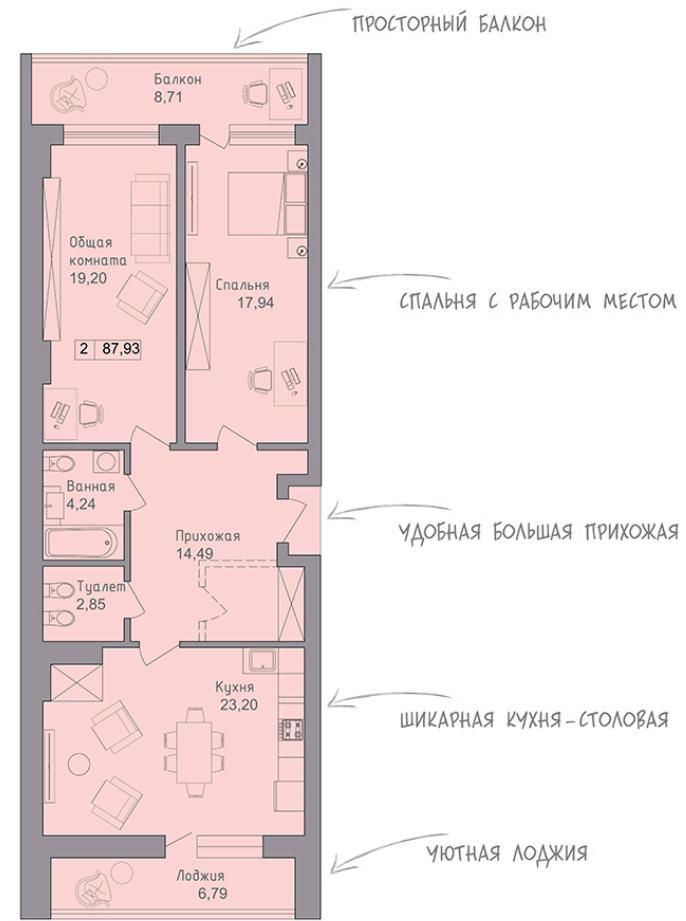 ПРОСТОРНЫЙ БАЛКОН
Балкон
8,71
Общая
комната
19,20
Спальня
17,94
СПАЛЬНЯ С РАБОЧИМ МЕСТОМ
2 87,93
Ванная
4,24
Прихожая
14,49
УДОБНАЯ БОЛЬШАЯ ПРИХОЖАЯ
Туалет
2,85
Кухня
23,20
ШИКАРНАЯ КУХНЯ-СТОЛОВАЯ
УЮТНАЯ ЛОДЖИЯ
Лоджия
6,79